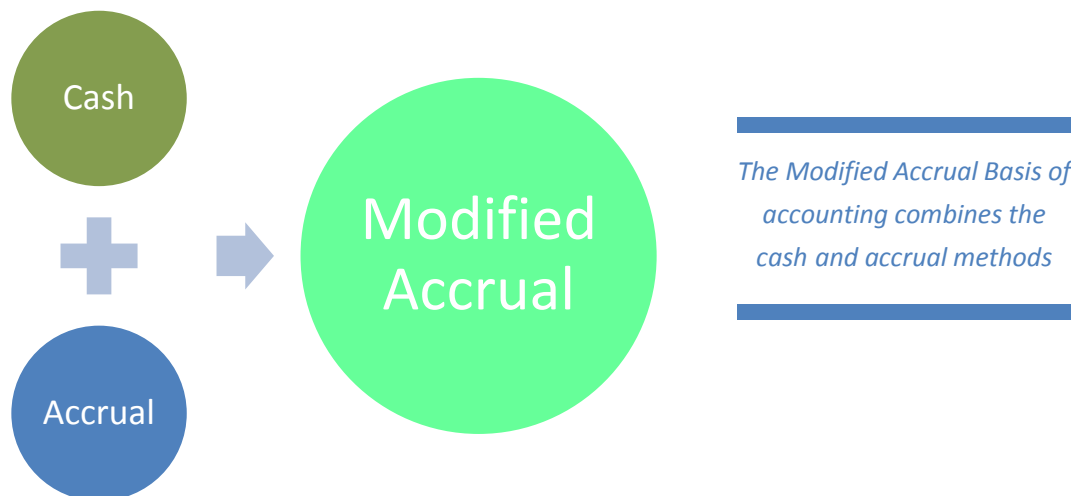 Cash
Accrual
Modified
Accrual
The Modified Accrual Basis of
accounting combines the
cash and accrual methods